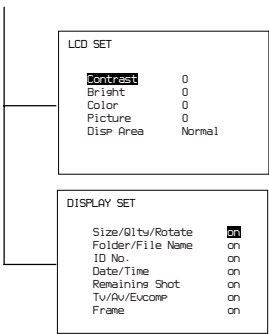 LCD SET
Contrast 0
Bright 0
Color 0
Picture 0
Disp Area Normal
DISPLAY SET
Size/Qlty/Rotate on
Folder/File Name on
ID No. on
Date/Time on
Remaining Shot on
Tv/Av/Evcomp on
Frame on